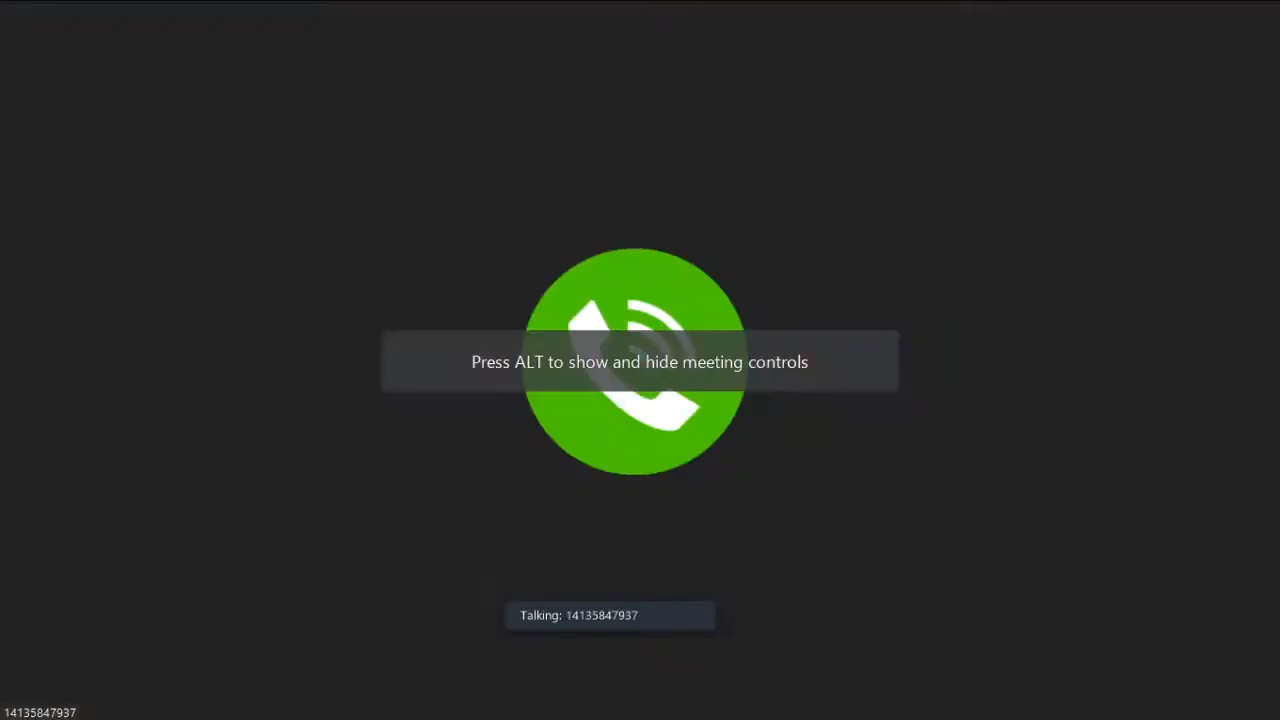 Press ALT to show and hide meeting controls
Talking: 14135847937
14135847937